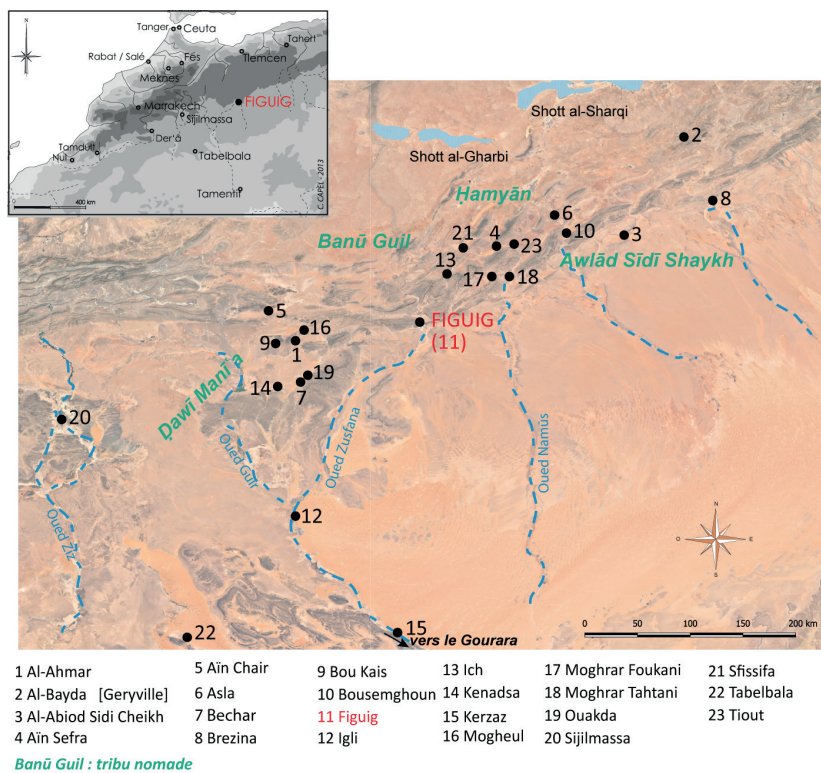 Tanger
Ceuta
Tahert
Rabat / Salé
Fès
Tlemcen
Meknes
FIGUIG
Marrakech
Sijilmassa
Der'á
Tamdult
Nul
Tabelbala
Tamentit
0 400 km
C. CAPEL - 2013
Shott al-Sharqi
Shott al-Gharbi
2
8
Ḥamyān
6
Banū Guil
21 4 23 10 3
Awlād Sīdī Shaykh
13 17 18
5
16
FIGUIG
(11)
9 1
19
14 7
Ḍawī Manīʿa
20
Oued Guir
Oued Zusfana
Oued Namūs
Oued Ziz
12
N
O E
S
15
22
vers le Gourara
0 50 100 150 200 km
1 Al-Ahmar
2 Al-Bayda [Geryville]
3 Al-Abiod Sidi Cheikh
4 Aïn Sefra
5 Aïn Chair
6 Asla
7 Bechar
8 Brezina
9 Bou Kais
10 Bousemghoun
11 Figuig
12 Igli
13 Ich
14 Kenadsa
15 Kerzaz
16 Mogheul
17 Moghrar Foukani
18 Moghrar Tahtani
19 Ouakda
20 Sijilmassa
21 Sfissifa
22 Tabelbala
23 Tiout
Banū Guil : tribu nomade